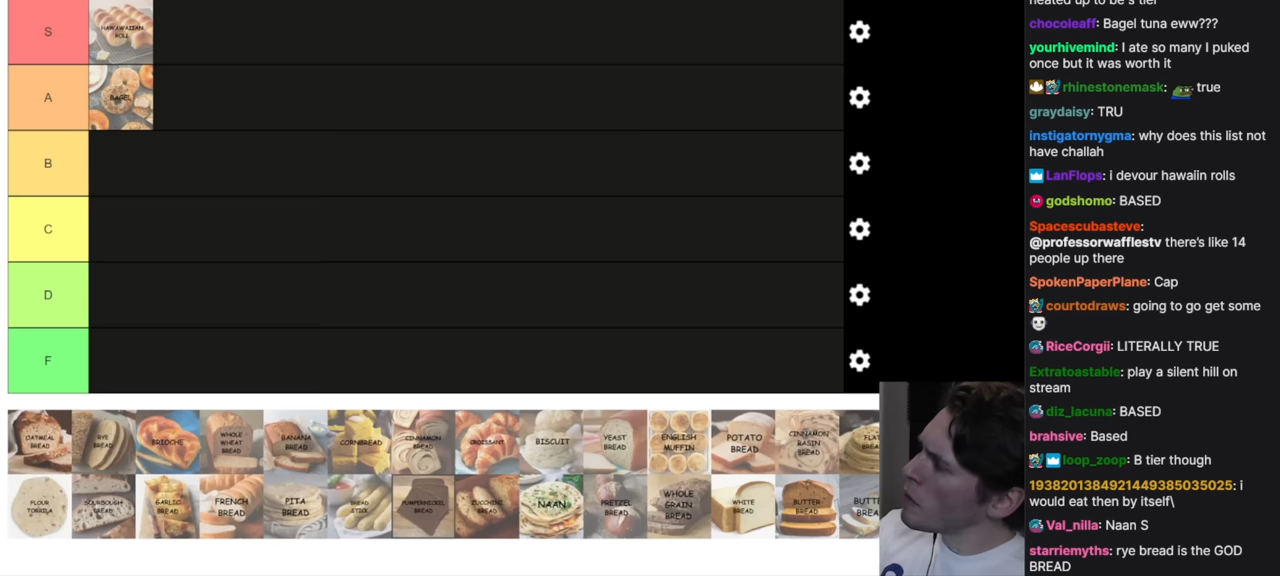 S
HAWAWAIIAN
ROLL
A
BAGEL
B
C
D
F
OATMEAL
BREAD
RYE
BREAD
BRIOCHE
WHOLE
WHEAT
BREAD
BANANA
BREAD
CORNBREAD
CINNAMON
BREAD
CROISSANT
BISCUIT
YEAST
BREAD
ENGLISH
MUFFIN
POTATO
BREAD
CINNAMON
RASIN
BREAD
FLAT
FLOUR
TORRILA
SOURDOUGH
BREAD
GARLIC
BREAD
FRENCH
BREAD
PITA
BREAD
BREAD
STICK
PUMPERNICKEL
BREAD
ZUCCHINI
BREAD
NAAN
PRETZEL
BREAD
WHOLE
GRAIN
BREAD
WHITE
BREAD
BUTTER
BREAD
BUTTE
heated up to be s tier
chocoleaff: Bagel tuna eww???
yourhivemind: I ate so many I puked
once but it was worth it
rhinestonemask: true
graydaisy: TRU
instigatornygma: why does this list not
have challah
LanFlops: i devour hawaiin rolls
godshomo: BASED
Spacescubasteve:
@professorwafflestv there's like 14
people up there
SpokenPaperPlane: Cap
courtodraws: going to go get some
RiceCorgii: LITERALLY TRUE
Extratoastable: play a silent hill on
stream
diz_lacuna: BASED
brahsive: Based
loop_zoop: B tier though
1938201384921449385035025: i
would eat then by itself\
Val_nilla: Naan S
starriemyths: rye bread is the GOD
BREAD